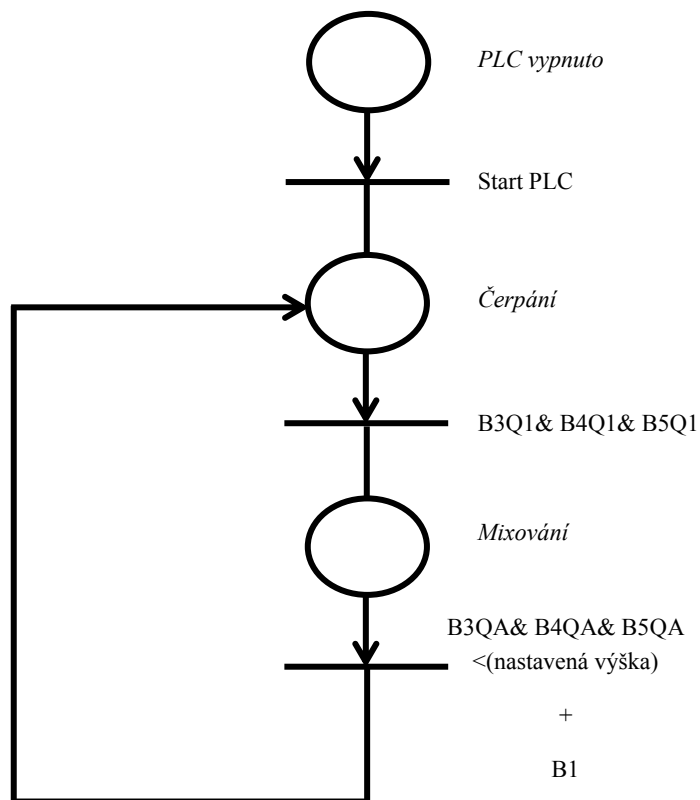 PLC vypnuto
Start PLC
Čerpání
B3Q1& B4Q1& B5Q1
Mixování
B3QA& B4QA& B5QA
<(nastavená výška)
+
B1